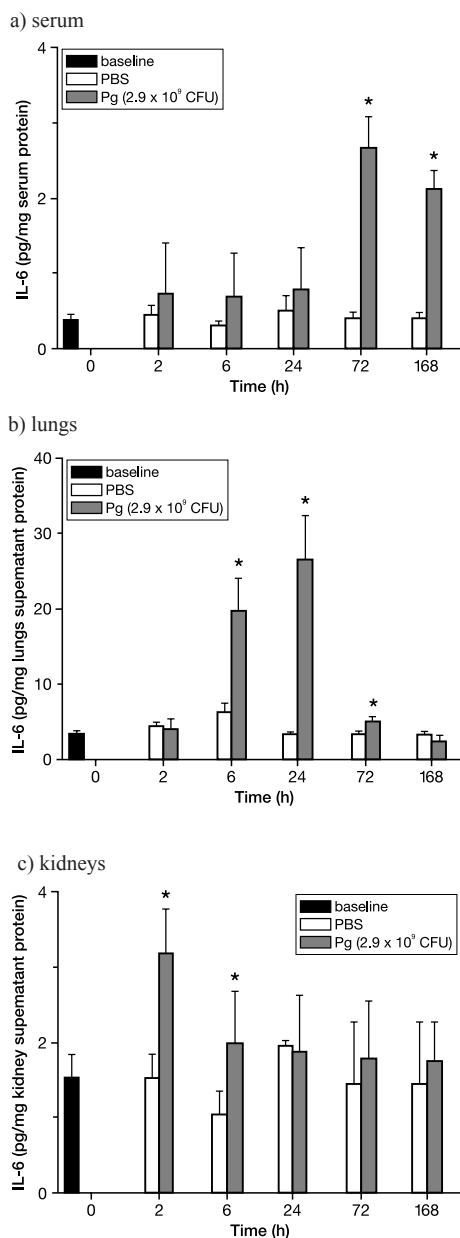 a) serum
4
2
0
IL-6 (pg/mg serum protein)
baseline
PBS
Pg (2.9 x 10⁹ CFU)
*
*
0 2 6 24 72 168
Time (h)
b) lungs
40
30
20
10
0
IL-6 (pg/mg lungs supernatant protein)
baseline
PBS
Pg (2.9 x 10⁹ CFU)
*
*
*
0 2 6 24 72 168
Time (h)
c) kidneys
4
2
0
IL-6 (pg/mg kidney supernatant protein)
baseline
PBS
Pg (2.9 x 10⁹ CFU)
*
*
0 2 6 24 72 168
Time (h)